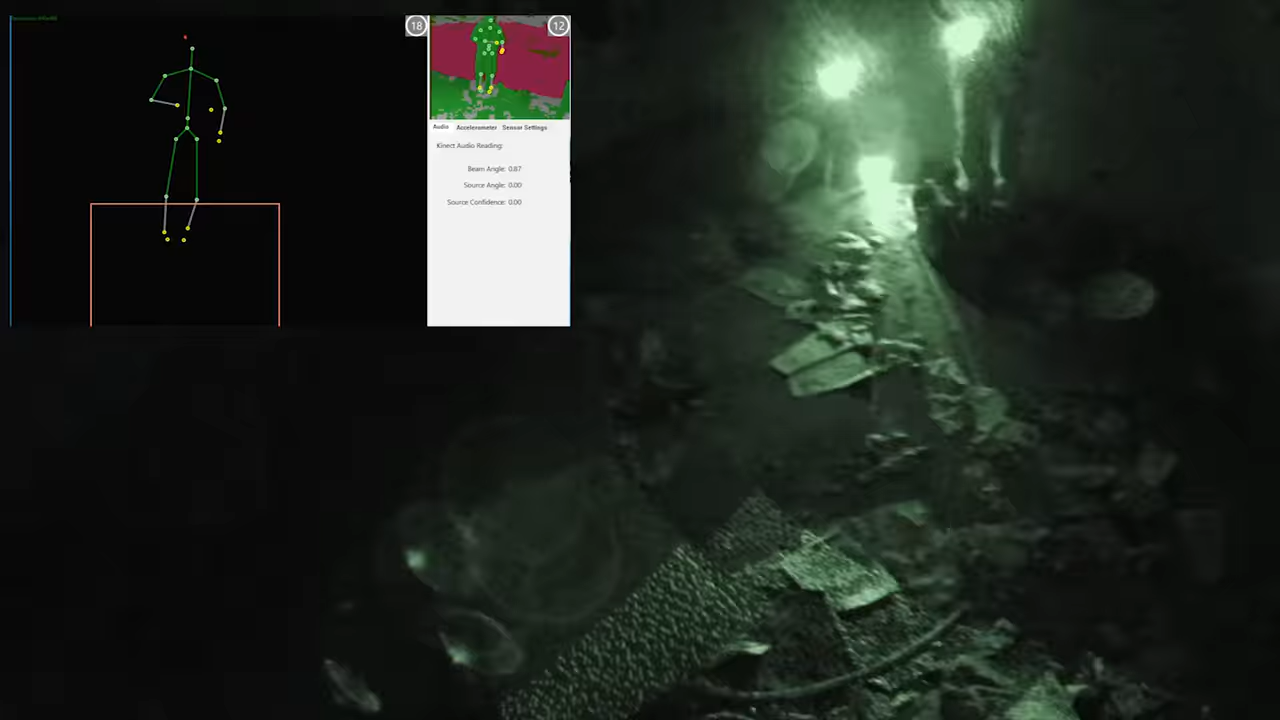 18
12
Audio Accelerometer Sensor Settings
Kinect Audio Reading:
Beam Angle: 0.87
Source Angle: 0.00
Source Confidence: 0.00